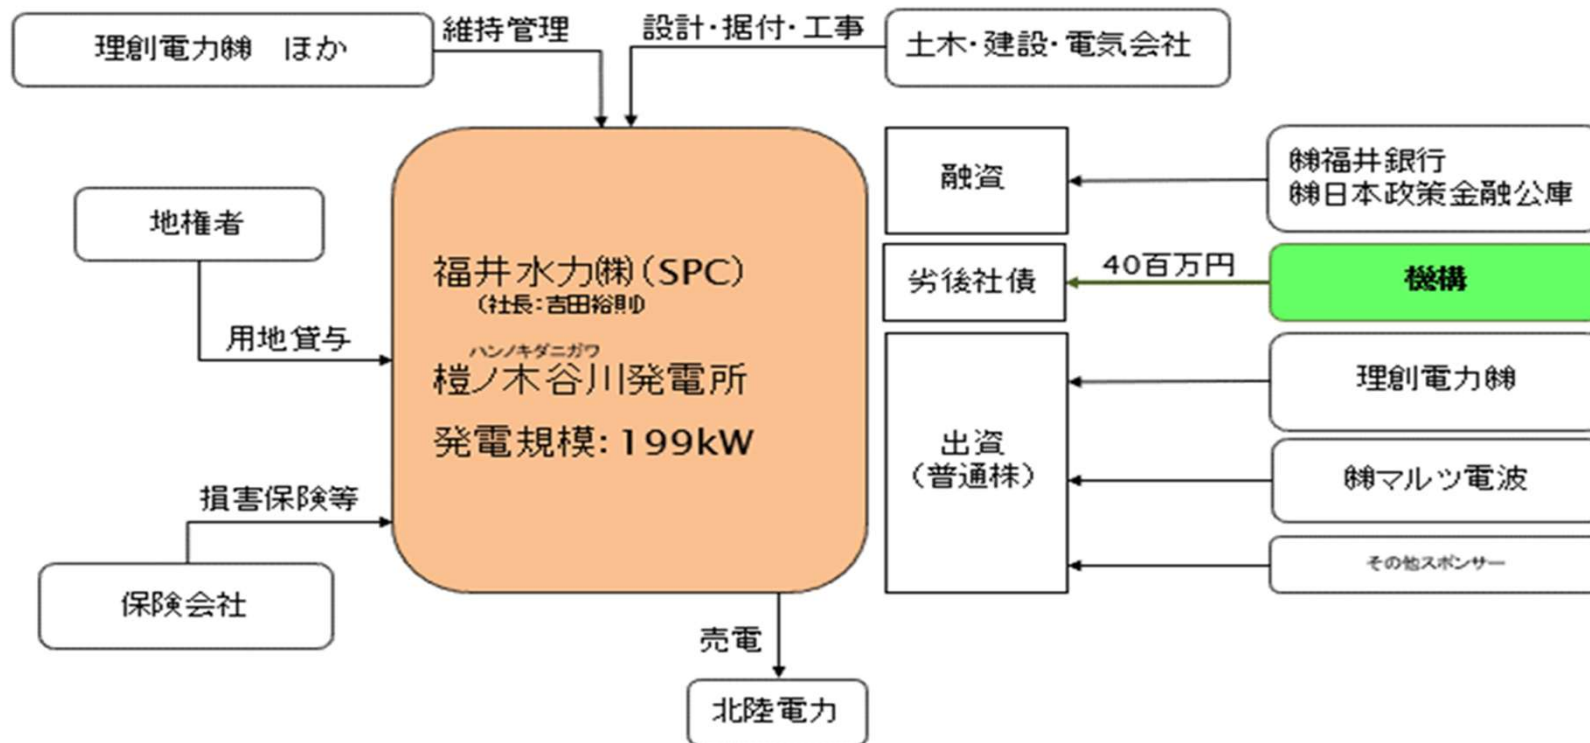 理創電力㈱　ほか
維持管理
設計・据付・工事
土木・建設・電気会社
地権者
用地貸与
損害保険等
保険会社
福井水力㈱（SPC）
（社長：吉田裕則）
ハンノキダニガワ
榿ノ木谷川発電所
発電規模：199kW
売電
北陸電力
融資
㈱福井銀行
㈱日本政策金融公庫
劣後社債
40百万円
機構
出資
（普通株）
理創電力㈱
㈱マルツ電波
その他スポンサー